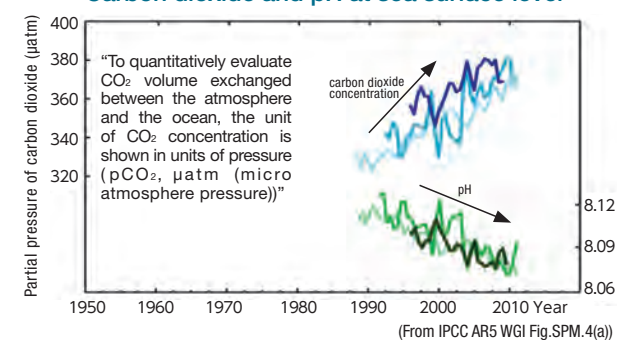 Partial pressure of carbon dioxide (µatm)
400
380
360
340
320
“To quantitatively evaluate
CO₂ volume exchanged
between the atmosphere
and the ocean, the unit
of CO₂ concentration is
shown in units of pressure
(pCO₂, µatm (micro
atmosphere pressure))”
carbon dioxide
concentration
pH
8.12
8.09
8.06
1950 1960 1970 1980 1990 2000 2010 Year
(From IPCC AR5 WGI Fig.SPM.4(a))